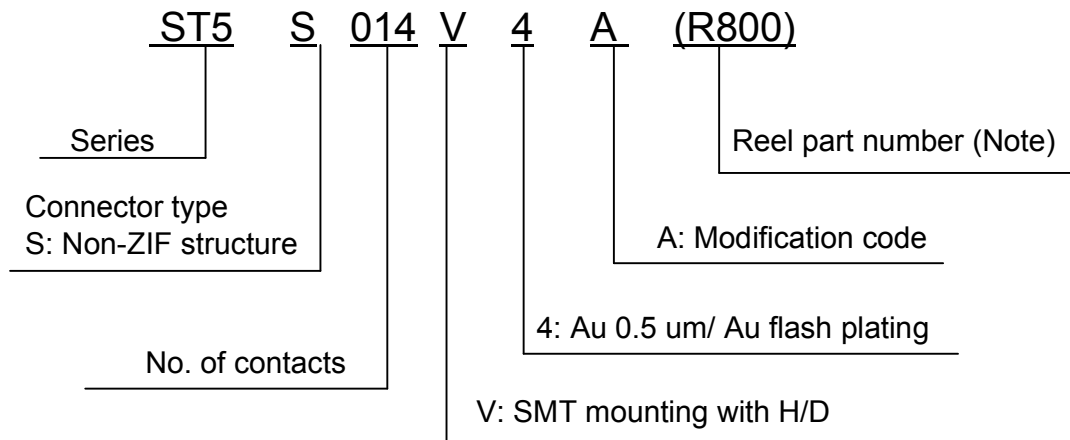 ST5 S 014 V 4 A (R800)
Series
Reel part number (Note)
Connector type
S: Non-ZIF structure
A: Modification code
4: Au 0.5 um/ Au flash plating
No. of contacts
V: SMT mounting with H/D